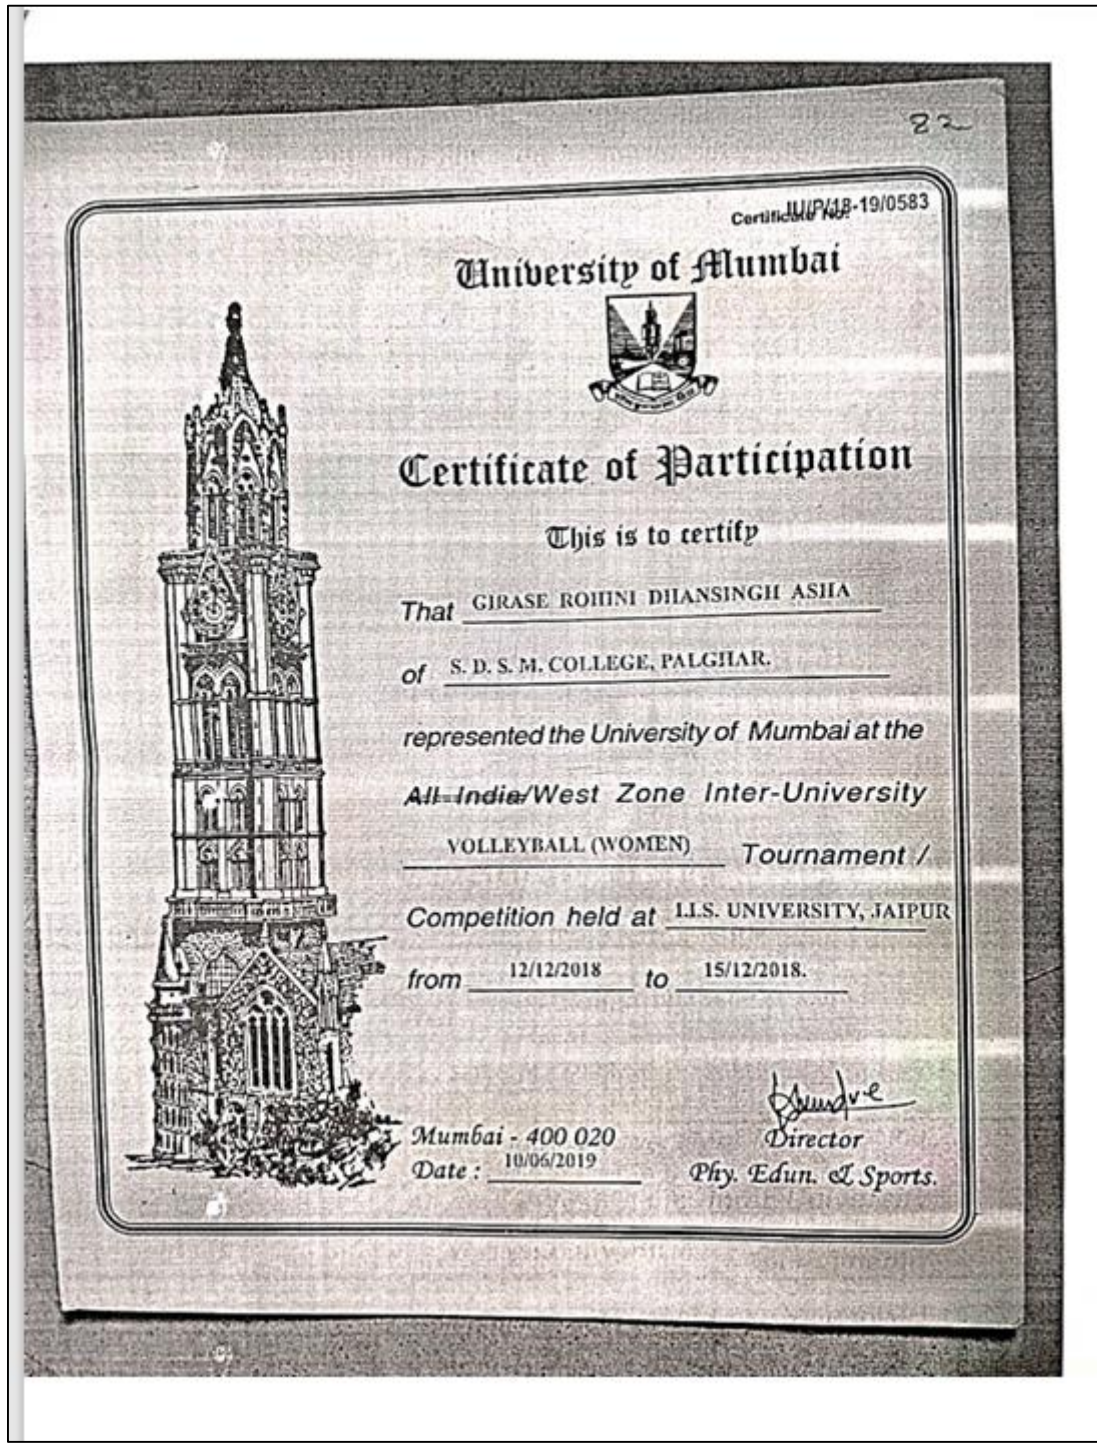 82
Certificate No. IU/P/18-19/0583
University of Mumbai
Certificate of Participation
This is to certify
That GIRASE ROHINI DHANSINGH ASHA
of S. D. S. M. COLLEGE, PALGHAR.
represented the University of Mumbai at the
All India/West Zone Inter-University
VOLLEYBALL (WOMEN) Tournament /
Competition held at I.I.S. UNIVERSITY, JAIPUR
from 12/12/2018 to 15/12/2018.
Mumbai - 400 020
Director
Date : 10/06/2019
Phy. Edun. & Sports.